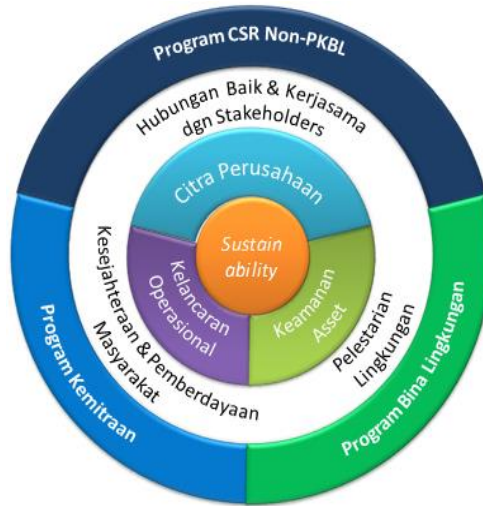 Program CSR Non-PKBL
Hubungan Baik & Kerjasama
dgn Stakeholders
Citra Perusahaan
Sustain
ability
Kelancaran
Operasional
Keamanan
Asset
Kesejahteraan & Pemberdayaan
Masyarakat
Pelestarian
Lingkungan
Program Kemitraan
Program Bina Lingkungan